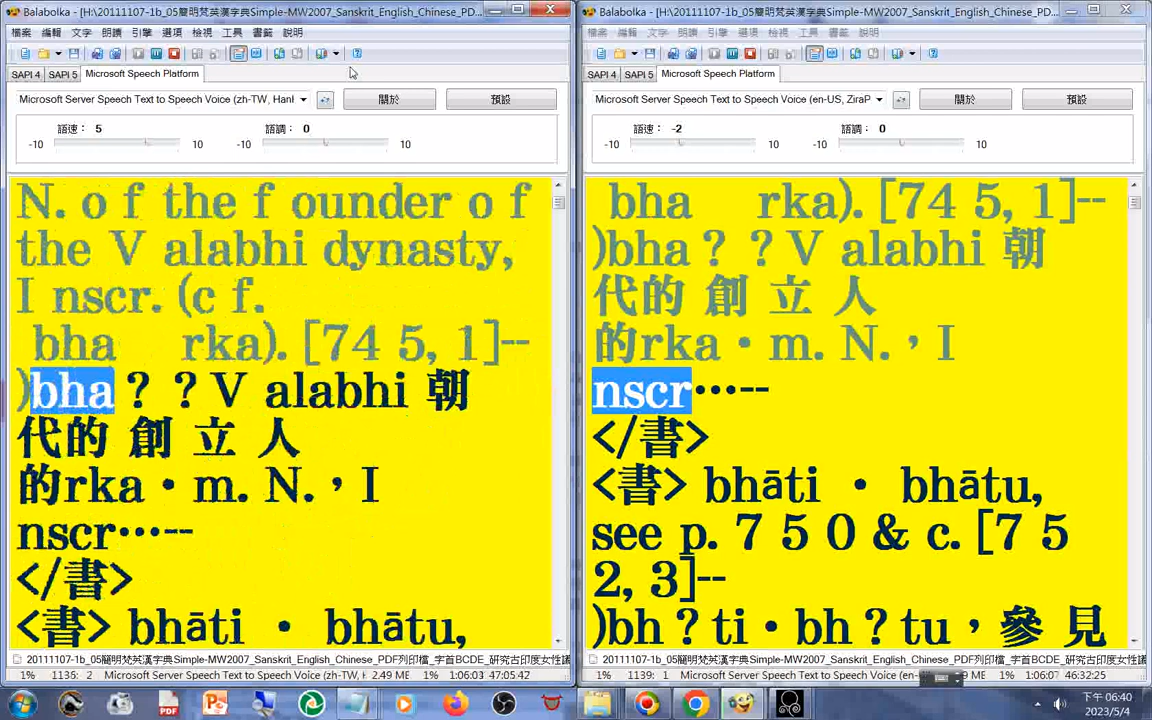 Balabolka - [H:\20111107-1b_05簡明梵英漢字典Simple-MW2007_Sanskrit_English_Chinese_PD...
檔案 編輯 文字 朗讀 引擎 選項 檢視 工具 書籤 說明
SAPI 4 SAPI 5 Microsoft Speech Platform
Microsoft Server Speech Text to Speech Voice (zh-TW, Hanl
關於
預設
語速： 5
語調： 0
-10 10 -10 10
N. o f the f ounder o f
the V alabhi dynasty,
I nscr. (c f.
bha rka). [74 5, 1]--
)bha？？V alabhi 朝
代的 創 立 人
的rka・m. N.，I
nscr…--
</書>
<書> bhāti ・ bhātu,
20111107-1b_05簡明梵英漢字典Simple-MW2007_Sanskrit_English_Chinese_PDF列印檔_字首BCDE_研究古印度女性議
1% 1135: 2 Microsoft Server Speech Text to Speech Voice (zh-TW, H 2.49 MB 1% 1:06:03 47:05:42
Balabolka - [H:\20111107-1b_05簡明梵英漢字典Simple-MW2007_Sanskrit_English_Chinese_PD...
檔案 編輯 文字 朗讀 引擎 選項 檢視 工具 書籤 說明
SAPI 4 SAPI 5 Microsoft Speech Platform
Microsoft Server Speech Text to Speech Voice (en-US, ZiraP
關於
預設
語速： -2
語調： 0
-10 10 -10 10
bha rka). [74 5, 1]--
)bha？？V alabhi 朝
代的 創 立 人
的rka・m. N.，I
nscr…--
</書>
<書> bhāti ・ bhātu,
see p. 7 5 0 & c. [7 5
2, 3]--
)bh？ti・bh？tu，參 見
20111107-1b_05簡明梵英漢字典Simple-MW2007_Sanskrit_English_Chinese_PDF列印檔_字首BCDE_研究古印度女性議
1% 1139: 1 Microsoft Server Speech Text to Speech Voice (en- MB 1% 1:06:07 46:32:25
下午 06:40
2023/5/4